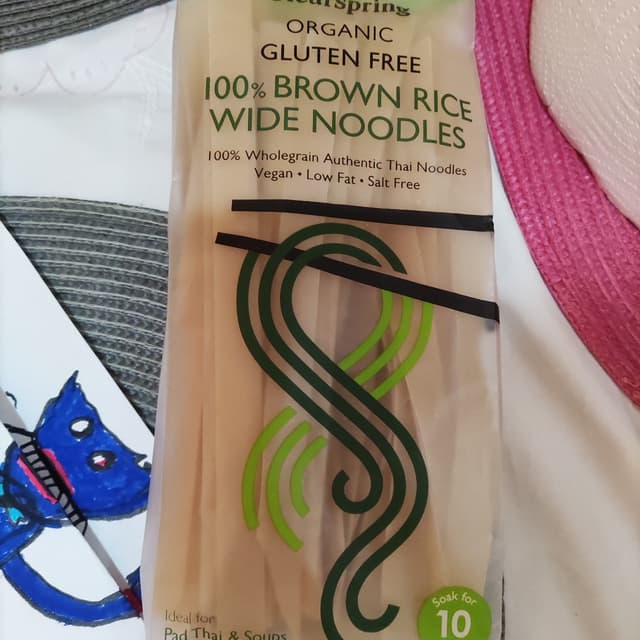 Clearspring
ORGANIC
GLUTEN FREE
100% BROWN RICE
WIDE NOODLES
100% Wholegrain Authentic Thai Noodles
Vegan • Low Fat • Salt Free
Ideal for
Pad Thai & Soups
Soak for
10